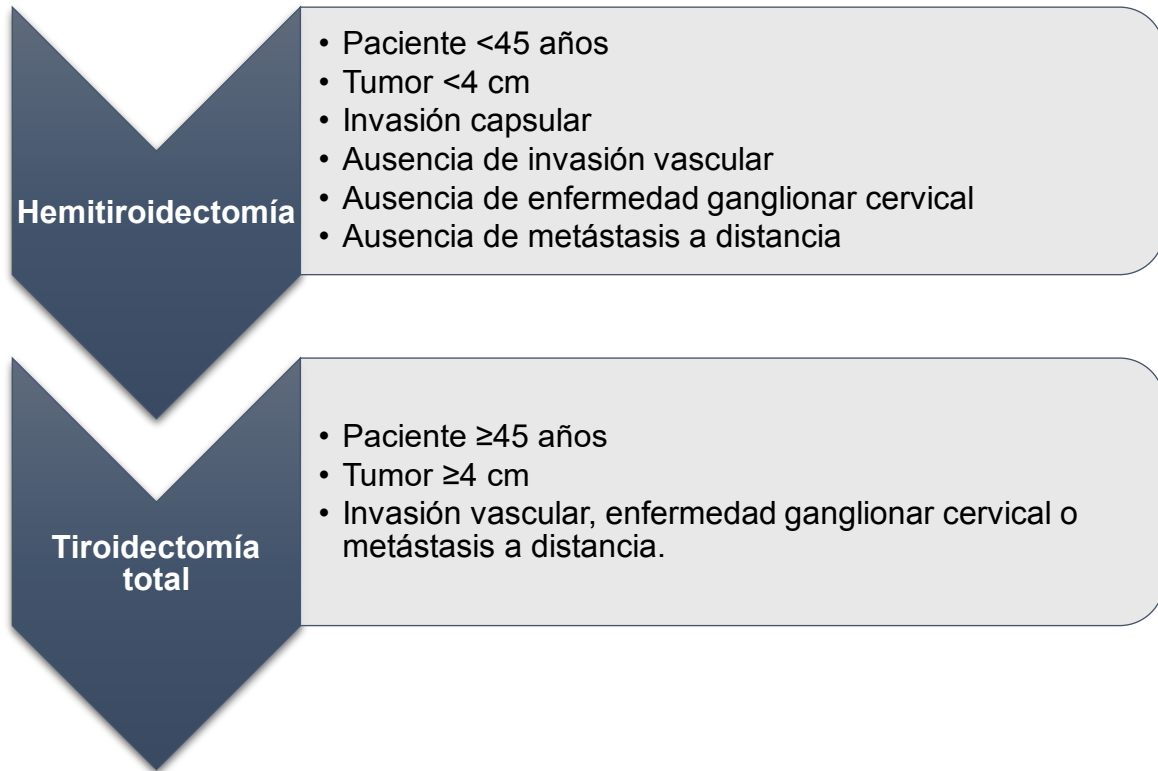 Hemitiroidectomía
• Paciente <45 años
• Tumor <4 cm
• Invasión capsular
• Ausencia de invasión vascular
• Ausencia de enfermedad ganglionar cervical
• Ausencia de metástasis a distancia
Tiroidectomía
total
• Paciente ≥45 años
• Tumor ≥4 cm
• Invasión vascular, enfermedad ganglionar cervical o
metástasis a distancia.